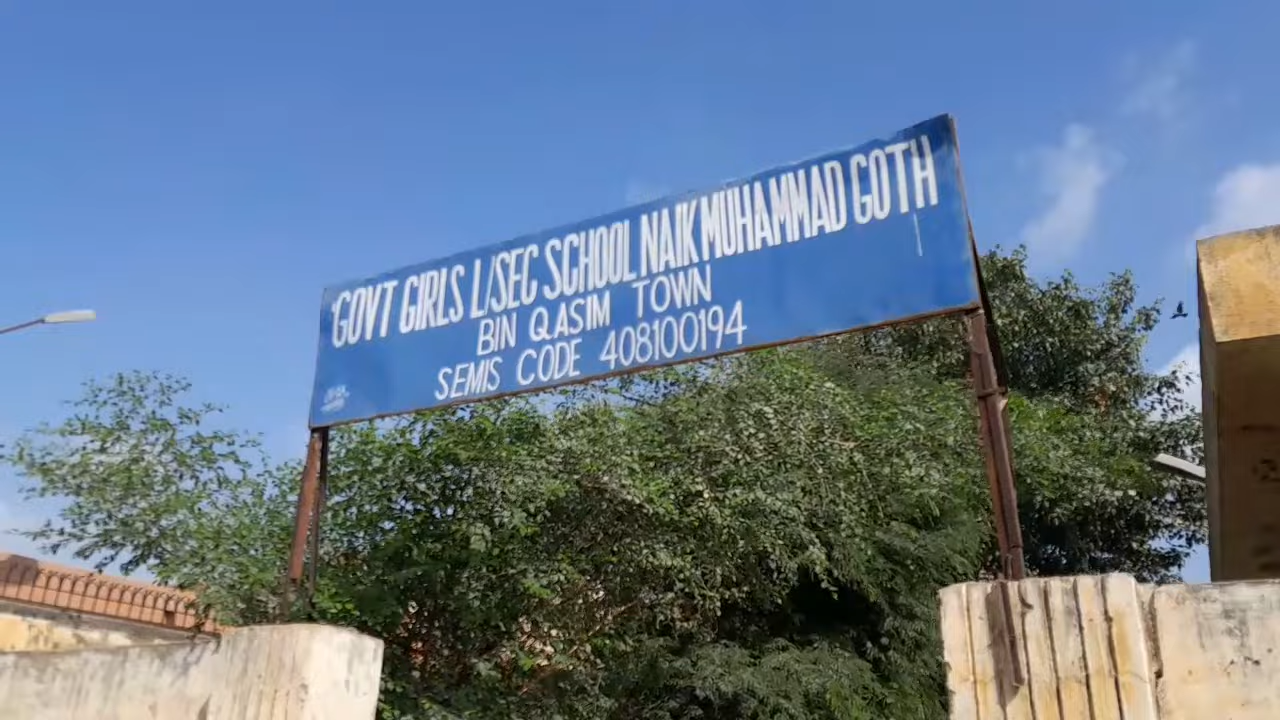 GOVT GIRLS L/SEC SCHOOL NAIK MUHAMMAD GOTH
BIN QASIM TOWN
SEMIS CODE 408100194